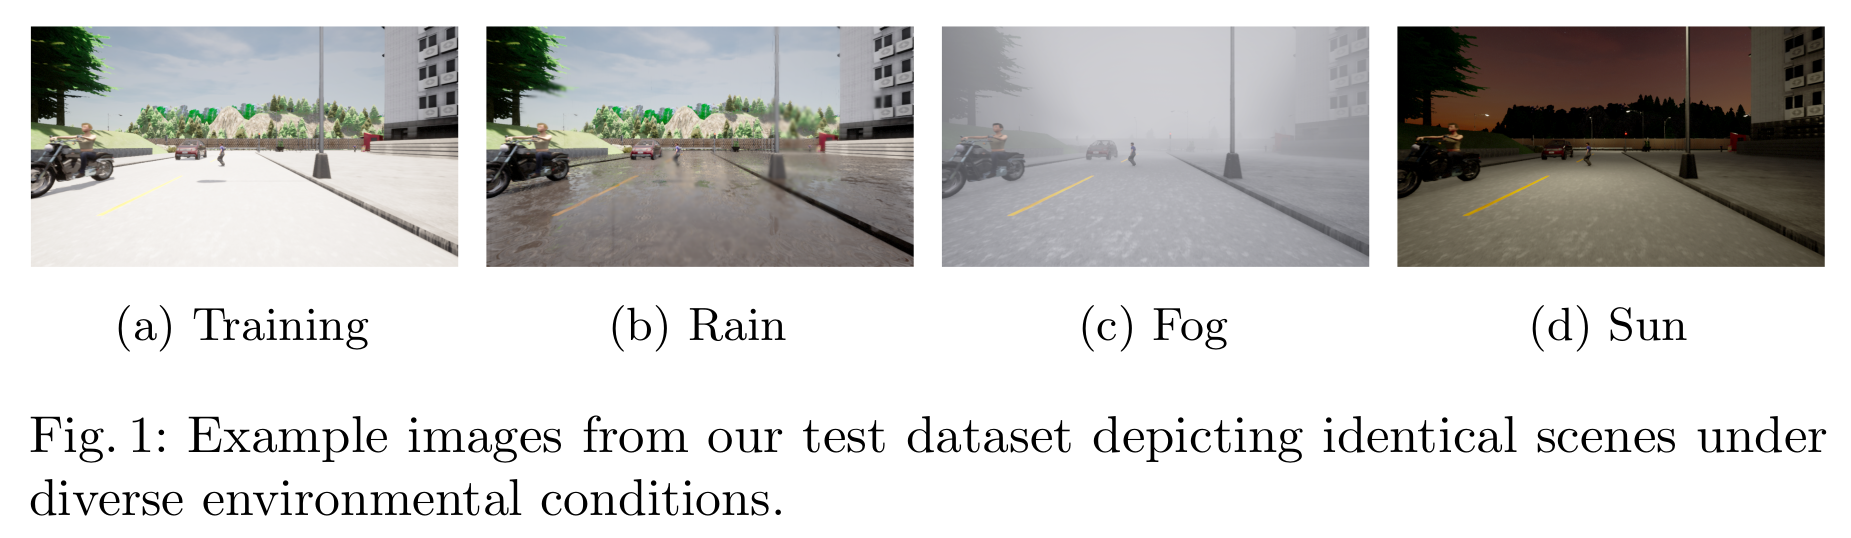 (a) Training
(b) Rain
(c) Fog
(d) Sun
Fig. 1: Example images from our test dataset depicting identical scenes under
diverse environmental conditions.